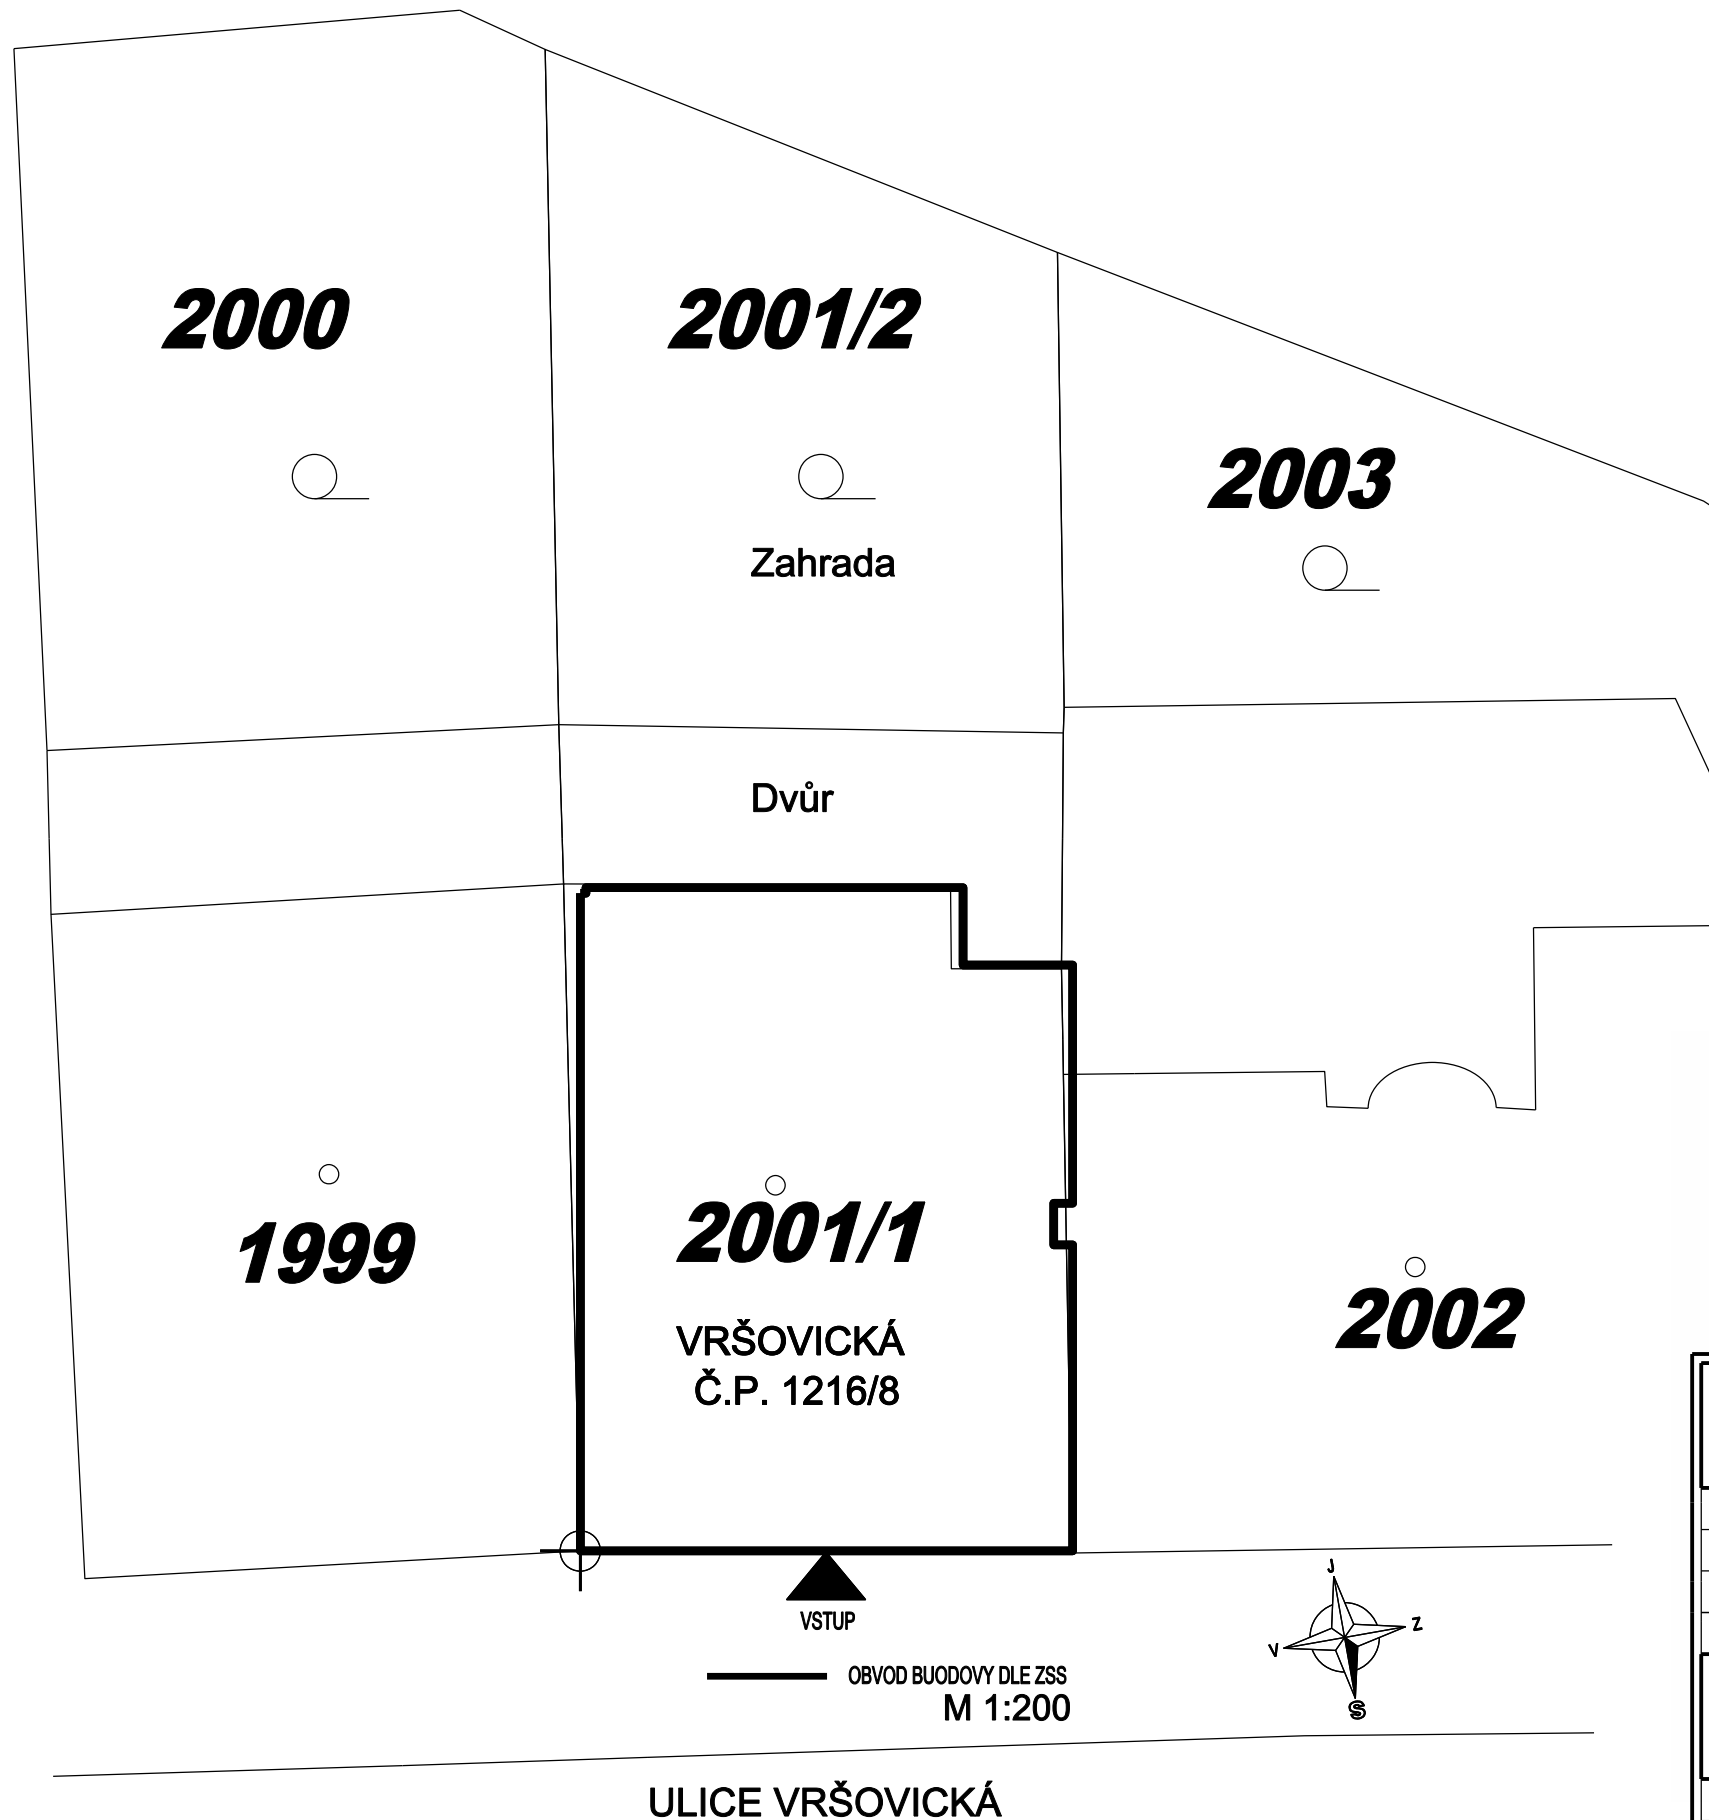 2000
2001/2
2003
Zahrada
Dvůr
1999
2001/1
2002
VRŠOVICKÁ
Č.P. 1216/8
VSTUP
J
Z
V
S
OBVOD BUODOVY DLE ZSS
M 1:200
ULICE VRŠOVICKÁ